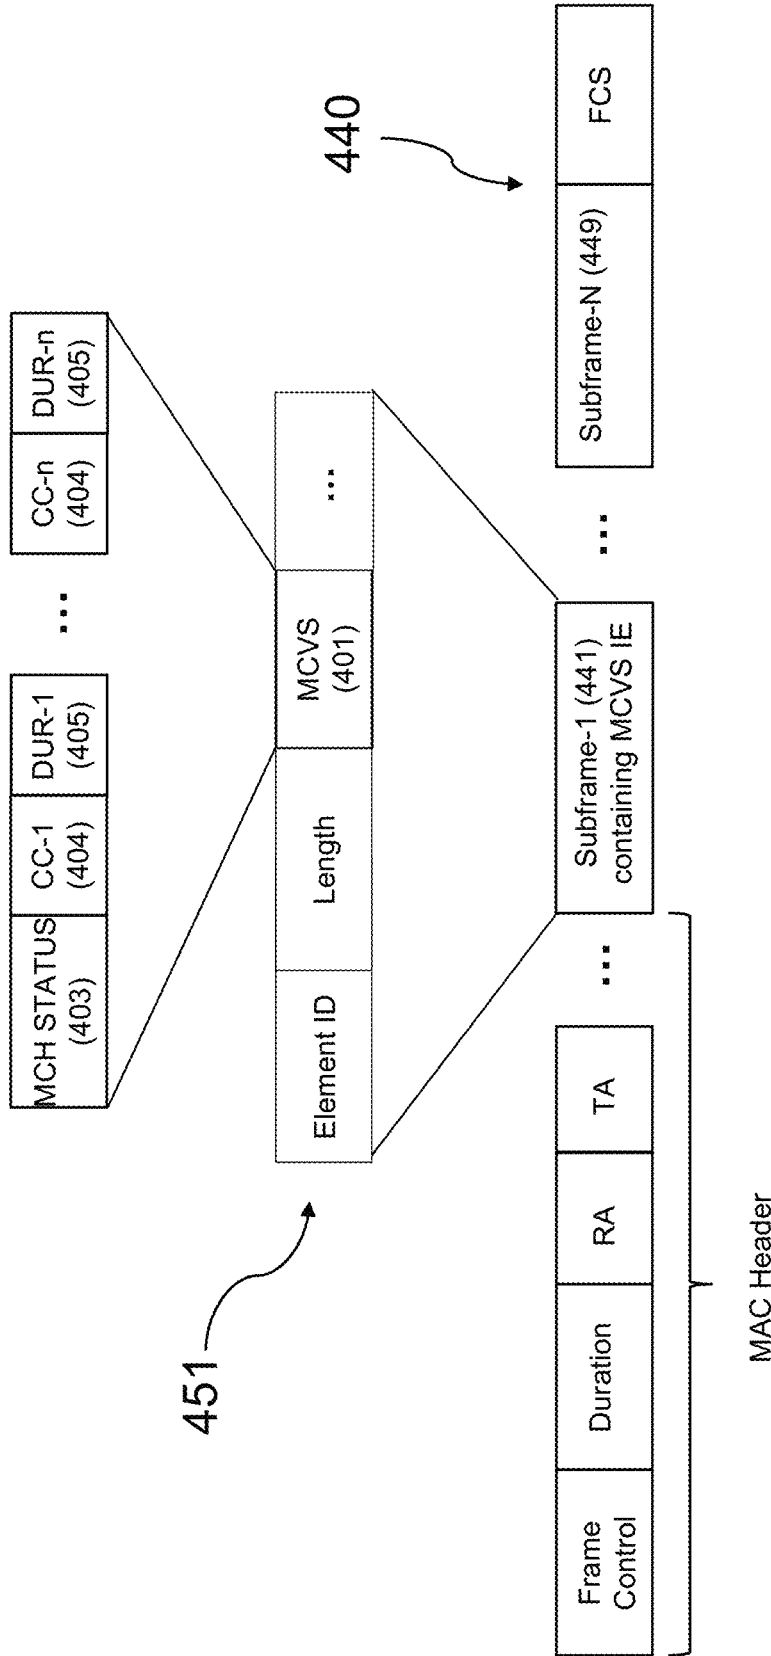 MCH STATUS
(403)
CC-1
(404)
DUR-1
(405)
...
CC-n
(404)
DUR-n
(405)
451
Element ID
Length
MCVS
(401)
...
440
Frame
Control
Duration
RA
TA
...
Subframe-1 (441)
containing MCVS IE
...
Subframe-N (449)
FCS
MAC Header